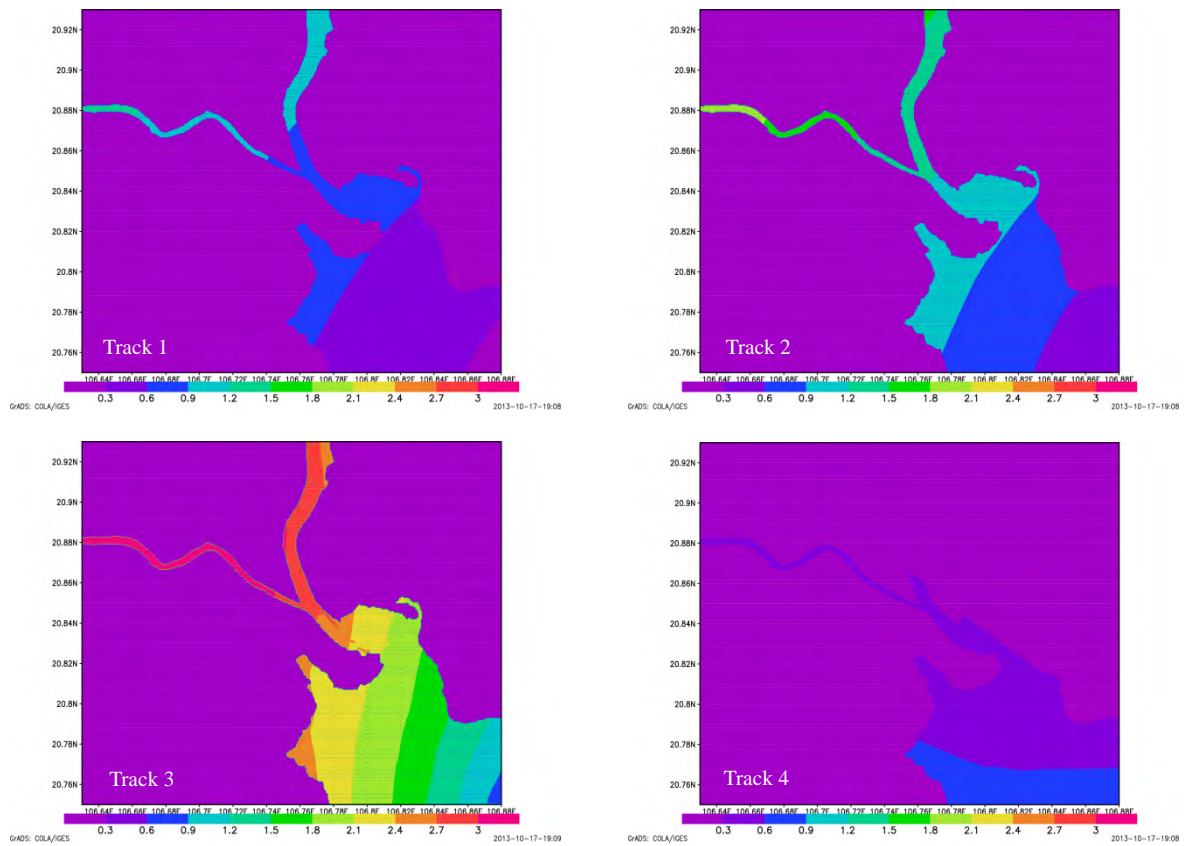 20.92N
20.9N
20.88N
20.86N
20.84N
20.82N
20.8N
20.78N
20.76N
Track 1
106.64E 106.66E 106.68E 106.7E 106.72E 106.74E 106.76E 106.78E 106.8E 106.82E 106.84E 106.86E 106.88E
0.3 0.6 0.9 1.2 1.5 1.8 2.1 2.4 2.7 3
GrADS: COLA/IGES 2013-10-17-19:08
20.92N
20.9N
20.88N
20.86N
20.84N
20.82N
20.8N
20.78N
20.76N
Track 2
106.64E 106.66E 106.68E 106.7E 106.72E 106.74E 106.76E 106.78E 106.8E 106.82E 106.84E 106.86E 106.88E
0.3 0.6 0.9 1.2 1.5 1.8 2.1 2.4 2.7 3
GrADS: COLA/IGES 2013-10-17-19:08
20.92N
20.9N
20.88N
20.86N
20.84N
20.82N
20.8N
20.78N
20.76N
Track 3
106.64E 106.66E 106.68E 106.7E 106.72E 106.74E 106.76E 106.78E 106.8E 106.82E 106.84E 106.86E 106.88E
0.3 0.6 0.9 1.2 1.5 1.8 2.1 2.4 2.7 3
GrADS: COLA/IGES 2013-10-17-19:09
20.92N
20.9N
20.88N
20.86N
20.84N
20.82N
20.8N
20.78N
20.76N
Track 4
106.64E 106.66E 106.68E 106.7E 106.72E 106.74E 106.76E 106.78E 106.8E 106.82E 106.84E 106.86E 106.88E
0.3 0.6 0.9 1.2 1.5 1.8 2.1 2.4 2.7 3
GrADS: COLA/IGES 2013-10-17-19:08